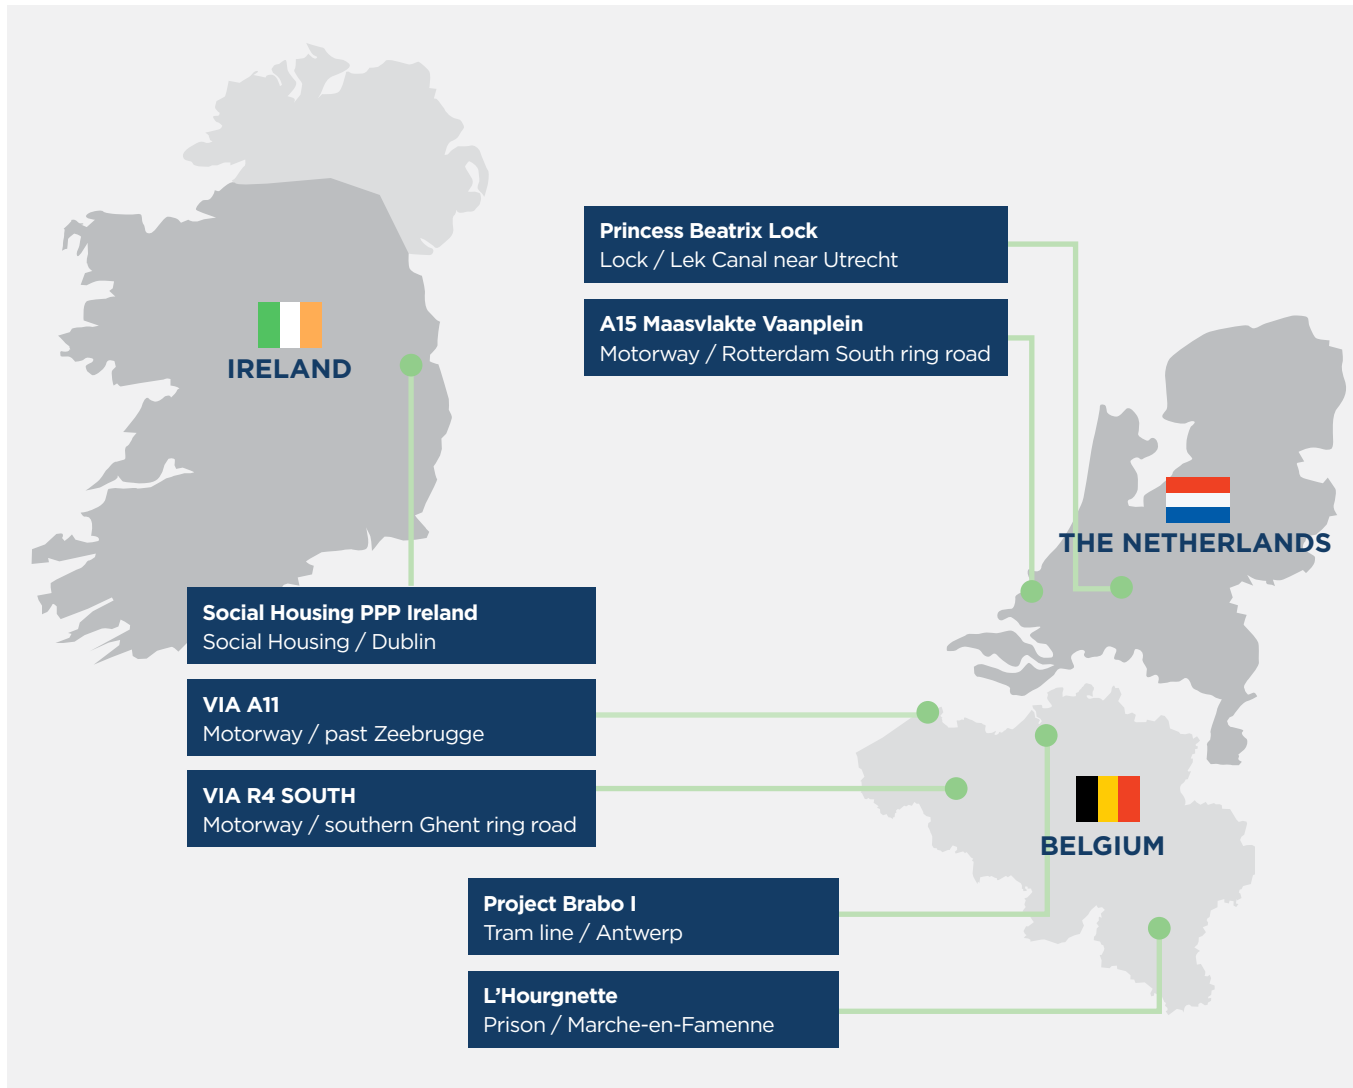 Princess Beatrix Lock
Lock / Lek Canal near Utrecht
A15 Maasvlakte Vaanplein
Motorway / Rotterdam South ring road
IRELAND
THE NETHERLANDS
Social Housing PPP Ireland
Social Housing / Dublin
VIA A11
Motorway / past Zeebrugge
VIA R4 SOUTH
Motorway / southern Ghent ring road
BELGIUM
Project Brabo I
Tram line / Antwerp
L’Hourgnette
Prison / Marche-en-Famenne